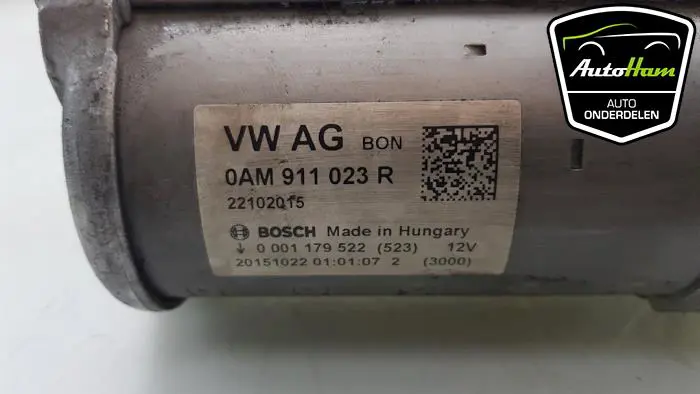 AutoHam
AUTO
ONDERDELEN
VW AG BON
0AM 911 023 R
22102015
BOSCH Made in Hungary
↓ 0 001 179 522 (523) 12V
20151022 01:01:07 2 (3000)